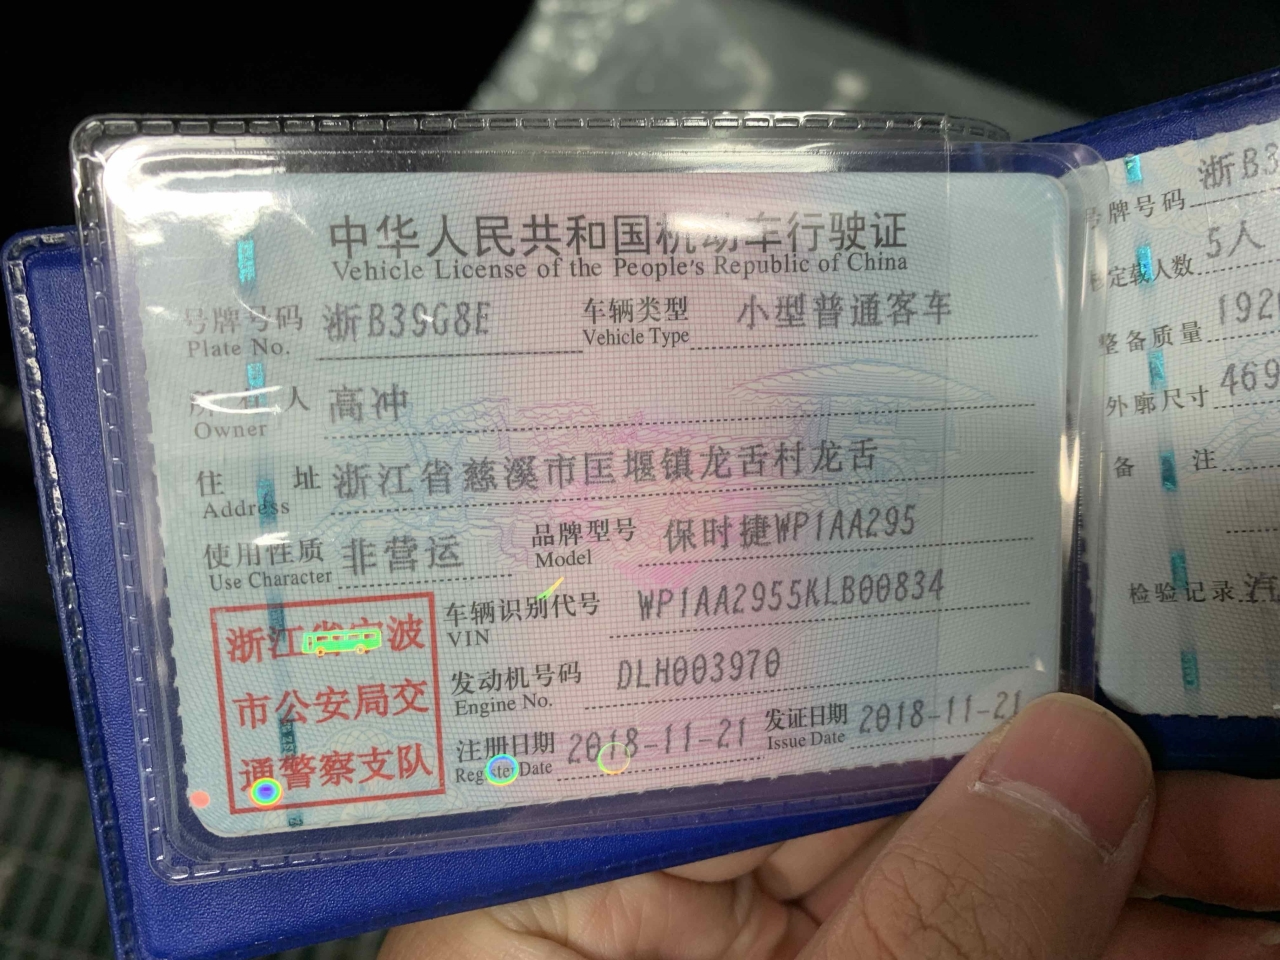 中华人民共和国机动车行驶证
Vehicle License of the People's Republic of China
号牌号码 浙B39G8E 车辆类型 小型普通客车
Plate No. Vehicle Type
所有人 高冲
Owner
住址 浙江省慈溪市匡堰镇龙舌村龙舌
Address
使用性质 非营运 品牌型号 保时捷WP1AA295
Use Character Model
浙江省宁波
市公安局交
通警察支队
车辆识别代号 WP1AA2955KLB00834
VIN
发动机号码 DLH003970
Engine No.
注册日期 2018-11-21 发证日期 2018-11-21
Register Date Issue Date
号牌号码 浙B3
核定载人数 5人
整备质量 192
外廓尺寸 469
备注
检验记录